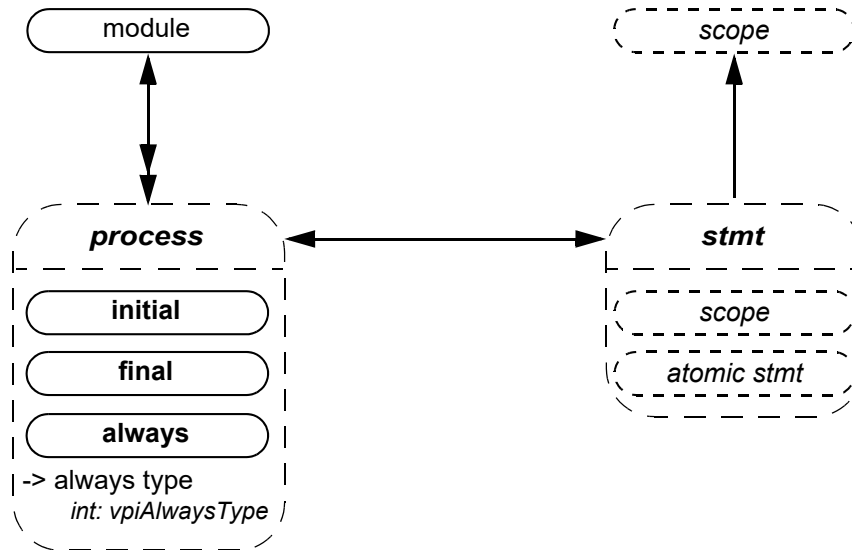 module
scope
process
stmt
initial
scope
final
atomic stmt
always
-> always type
int: vpiAlwaysType